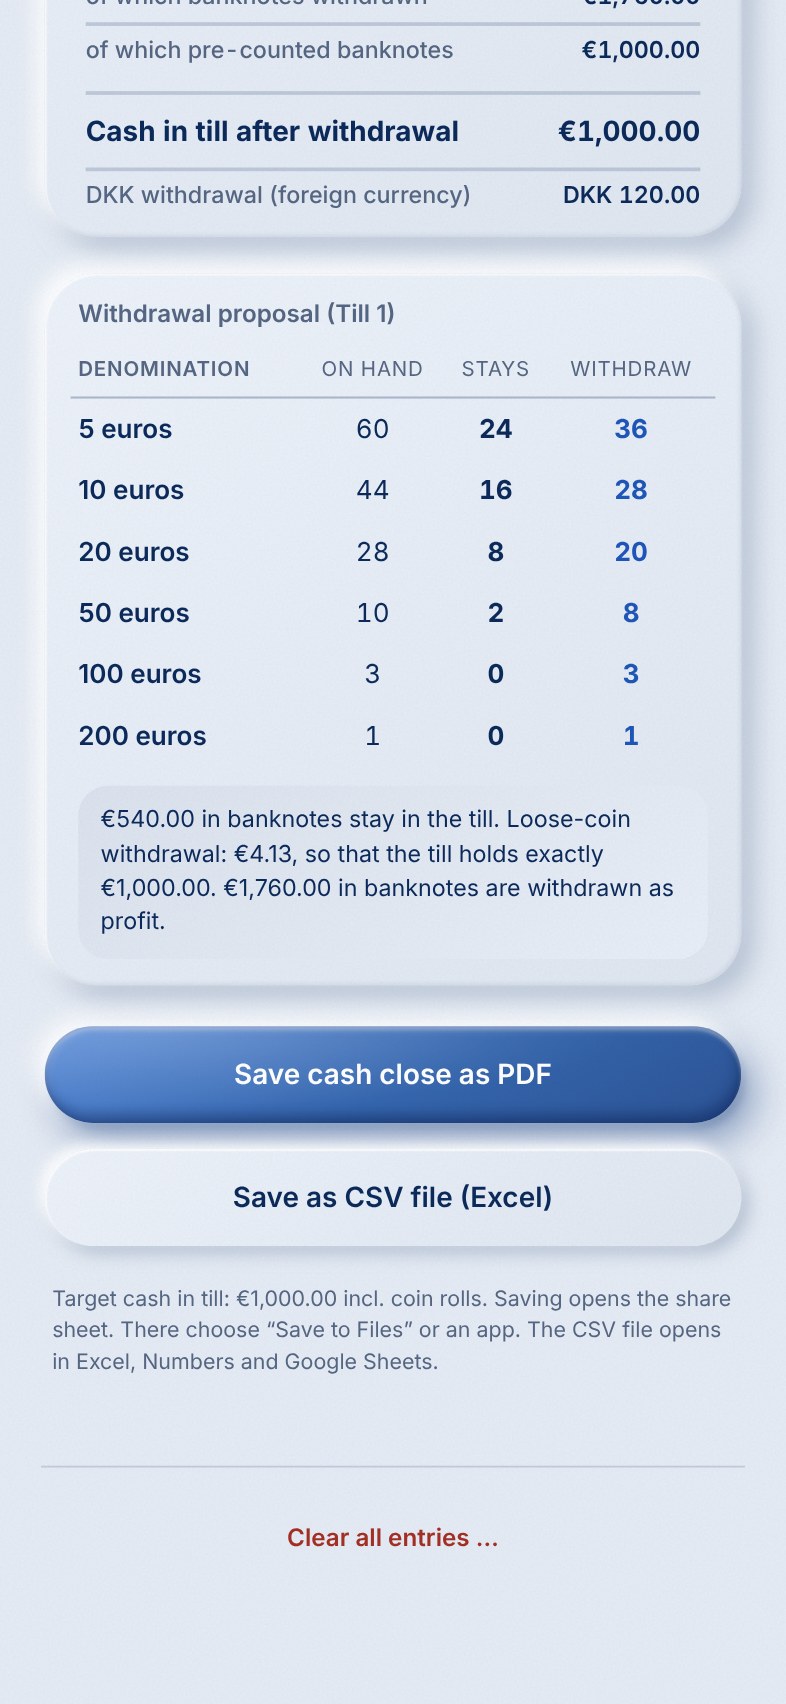 of which banknotes withdrawn €1,760.00
of which pre-counted banknotes €1,000.00
Cash in till after withdrawal €1,000.00
DKK withdrawal (foreign currency) DKK 120.00
Withdrawal proposal (Till 1)
DENOMINATION ON HAND STAYS WITHDRAW
5 euros 60 24 36
10 euros 44 16 28
20 euros 28 8 20
50 euros 10 2 8
100 euros 3 0 3
200 euros 1 0 1
€540.00 in banknotes stay in the till. Loose-coin
withdrawal: €4.13, so that the till holds exactly
€1,000.00. €1,760.00 in banknotes are withdrawn as
profit.
Save cash close as PDF
Save as CSV file (Excel)
Target cash in till: €1,000.00 incl. coin rolls. Saving opens the share
sheet. There choose “Save to Files” or an app. The CSV file opens
in Excel, Numbers and Google Sheets.
Clear all entries ...